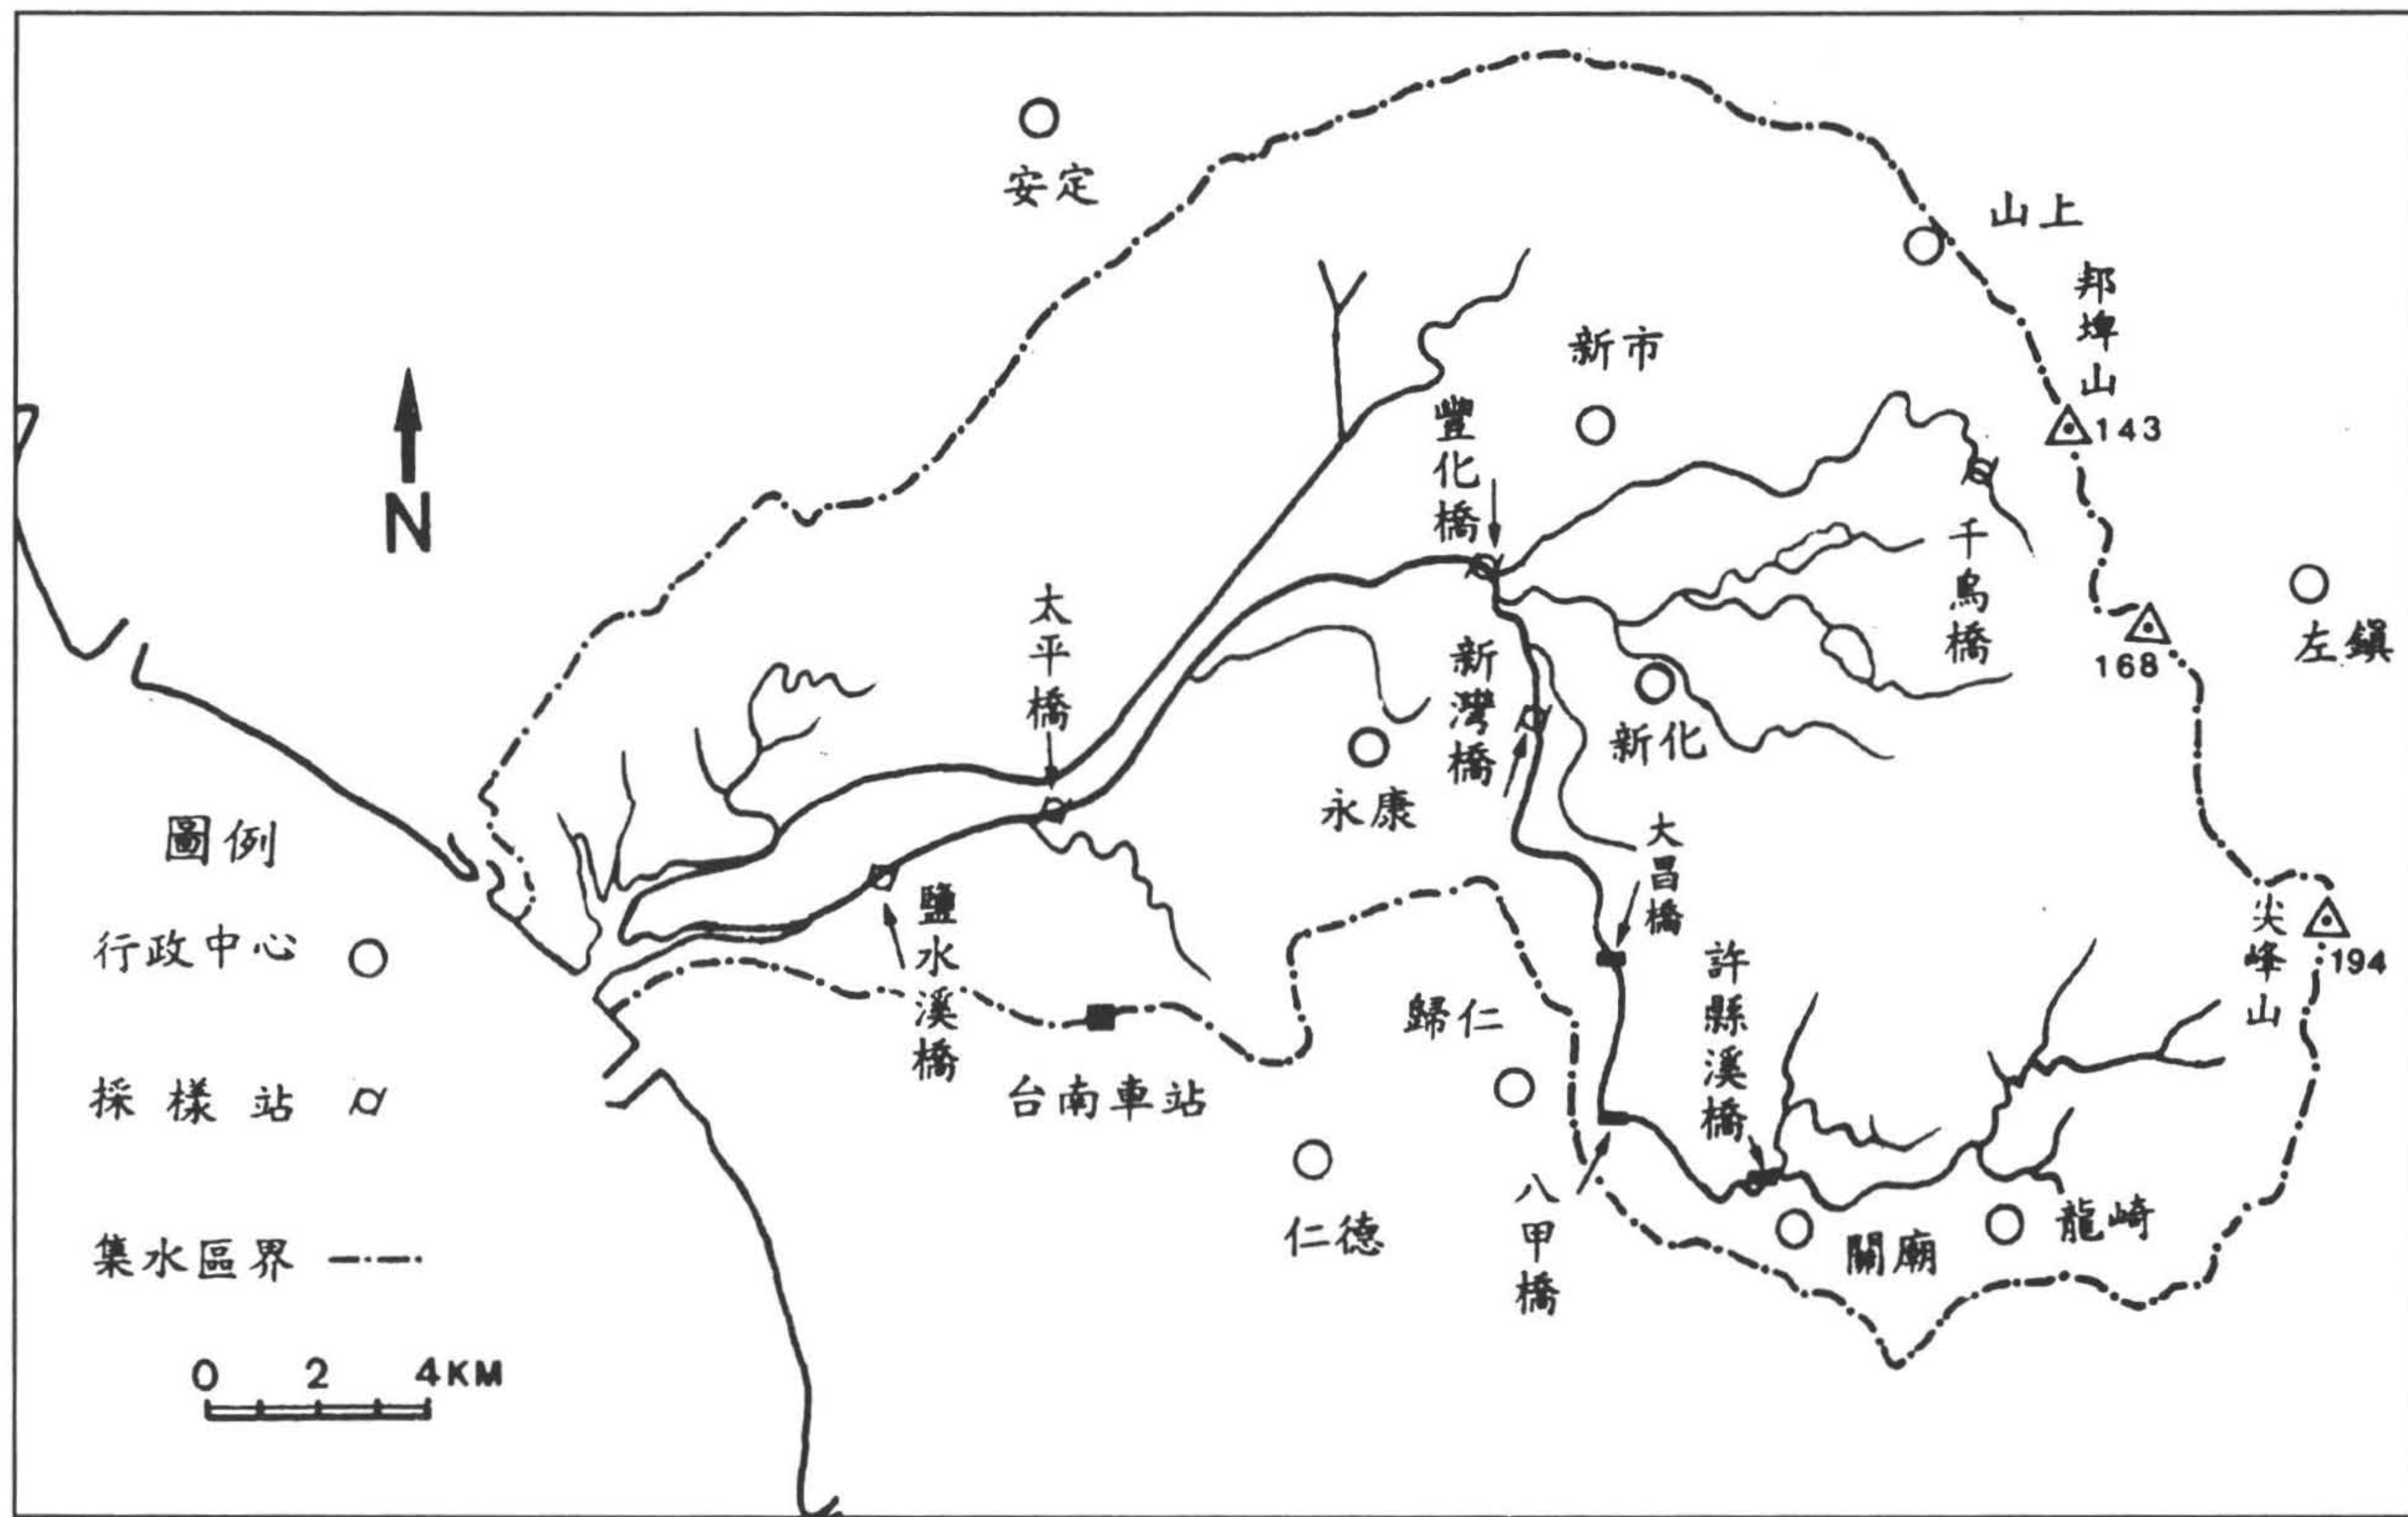 安定
山上
邦埤山
143
新市
豐化橋
N
千鳥橋
太平橋
168
左鎮
新灣橋
新化
永康
大昌橋
鹽水溪橋
尖峰山
194
許縣溪橋
歸仁
台南車站
仁德
八甲橋
關廟
龍崎
圖例
行政中心
採樣站
集水區界
0 2 4KM